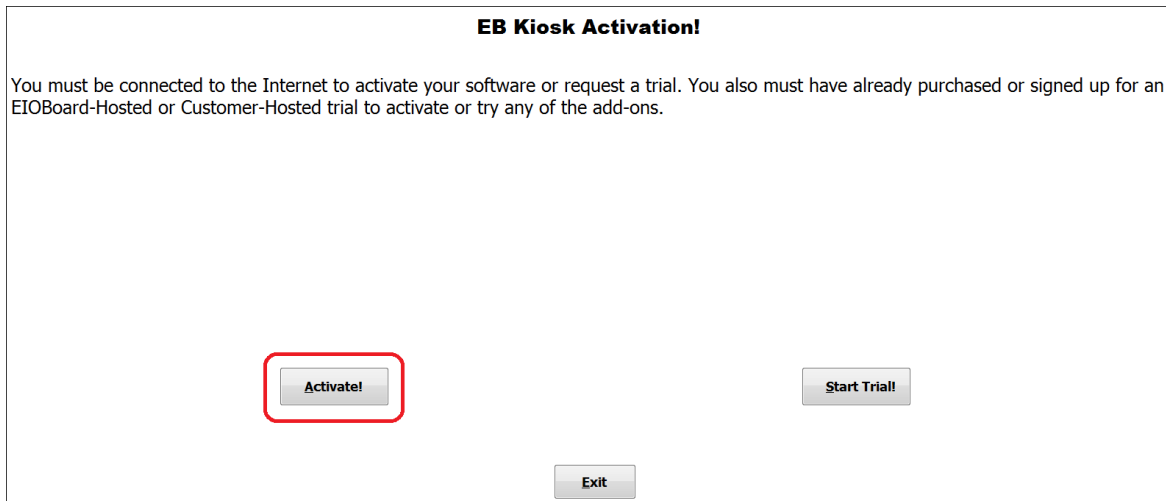 EB Kiosk Activation!
You must be connected to the Internet to activate your software or request a trial. You also must have already purchased or signed up for an
EIOBoard-Hosted or Customer-Hosted trial to activate or try any of the add-ons.
Activate!
Start Trial!
Exit